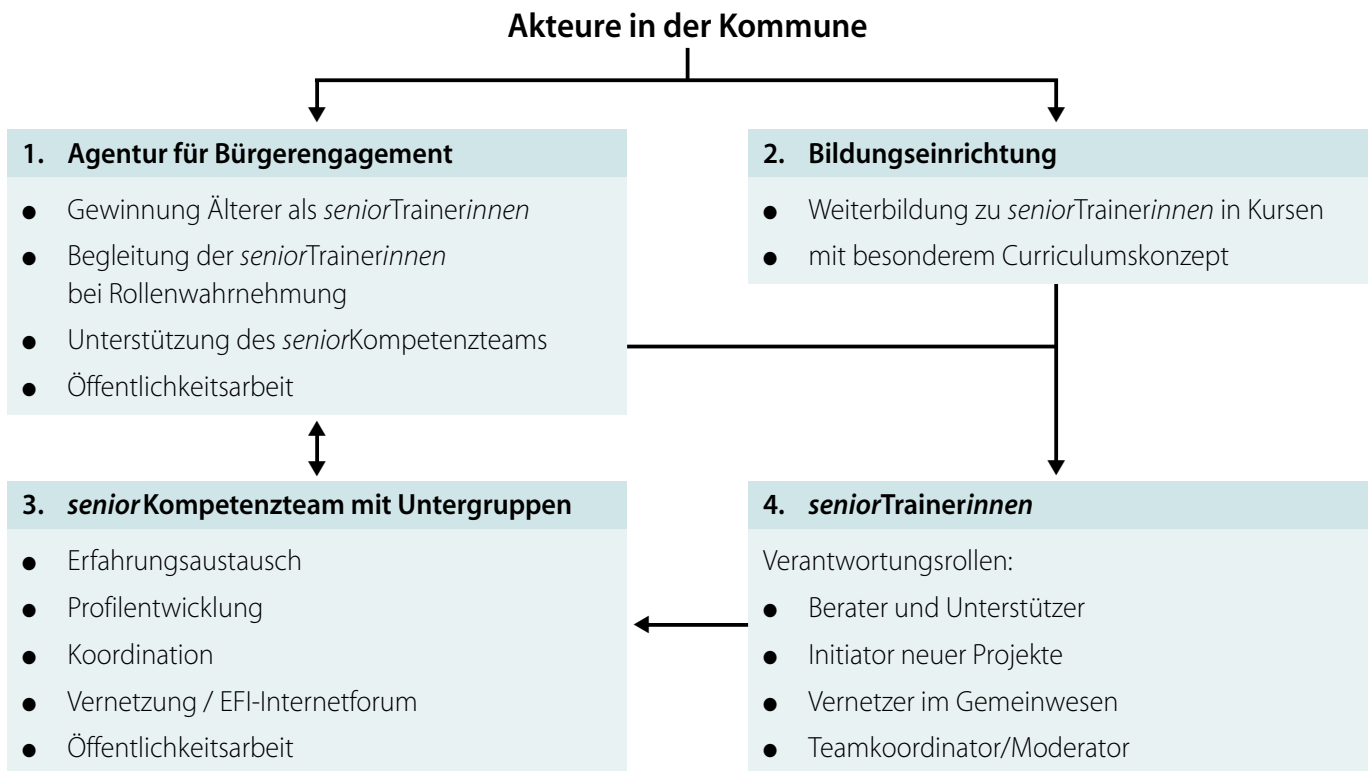 Akteure in der Kommune
1. Agentur für Bürgerengagement
● Gewinnung Älterer als seniorTrainerinnen
● Begleitung der seniorTrainerinnen
bei Rollenwahrnehmung
● Unterstützung des seniorKompetenzteams
● Öffentlichkeitsarbeit
2. Bildungseinrichtung
● Weiterbildung zu seniorTrainerinnen in Kursen
● mit besonderem Curriculumskonzept
3. seniorKompetenzteam mit Untergruppen
● Erfahrungsaustausch
● Profilentwicklung
● Koordination
● Vernetzung / EFI-Internetforum
● Öffentlichkeitsarbeit
4. seniorTrainerinnen
Verantwortungsrollen:
● Berater und Unterstützer
● Initiator neuer Projekte
● Vernetzer im Gemeinwesen
● Teamkoordinator/Moderator